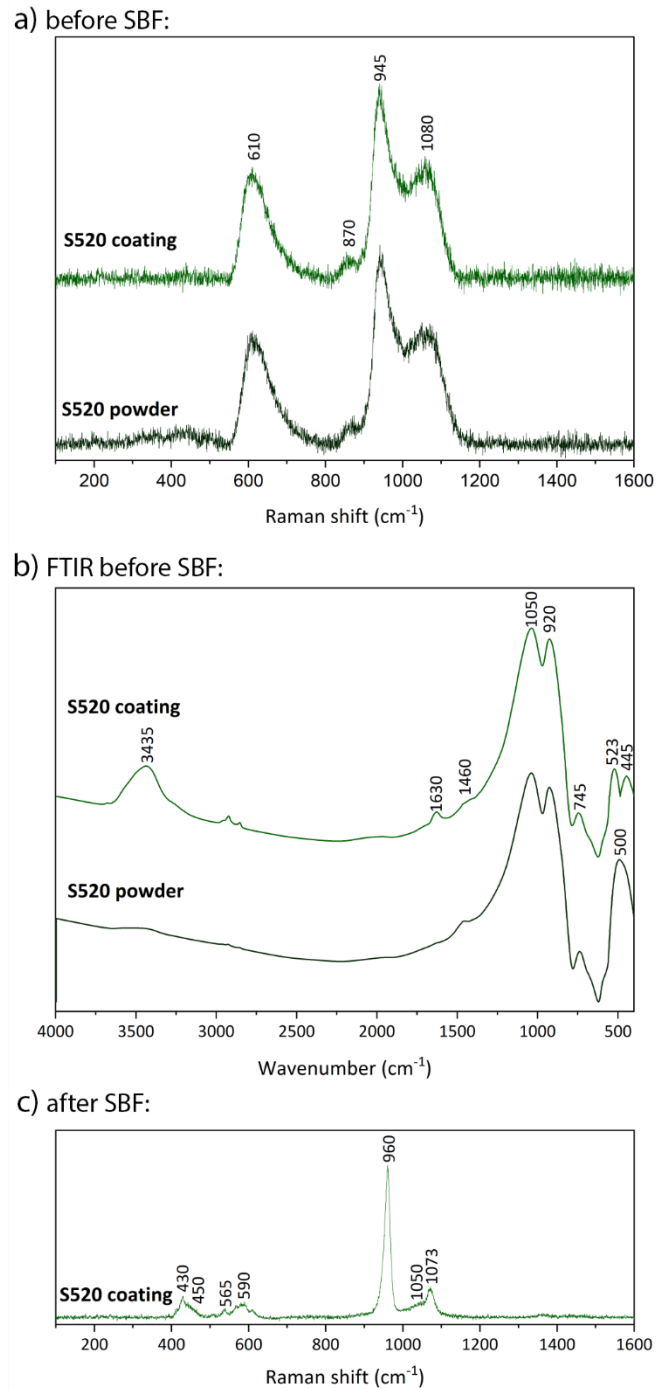 a) before SBF:
945
610
1080
870
S520 coating
S520 powder
200 400 600 800 1000 1200 1400 1600
Raman shift (cm⁻¹)
b) FTIR before SBF:
1050
920
S520 coating
3435
1630
1460
745
523
445
500
S520 powder
4000 3500 3000 2500 2000 1500 1000 500
Wavenumber (cm⁻¹)
c) after SBF:
960
430
450
565
590
1050
1073
S520 coating
200 400 600 800 1000 1200 1400 1600
Raman shift (cm⁻¹)